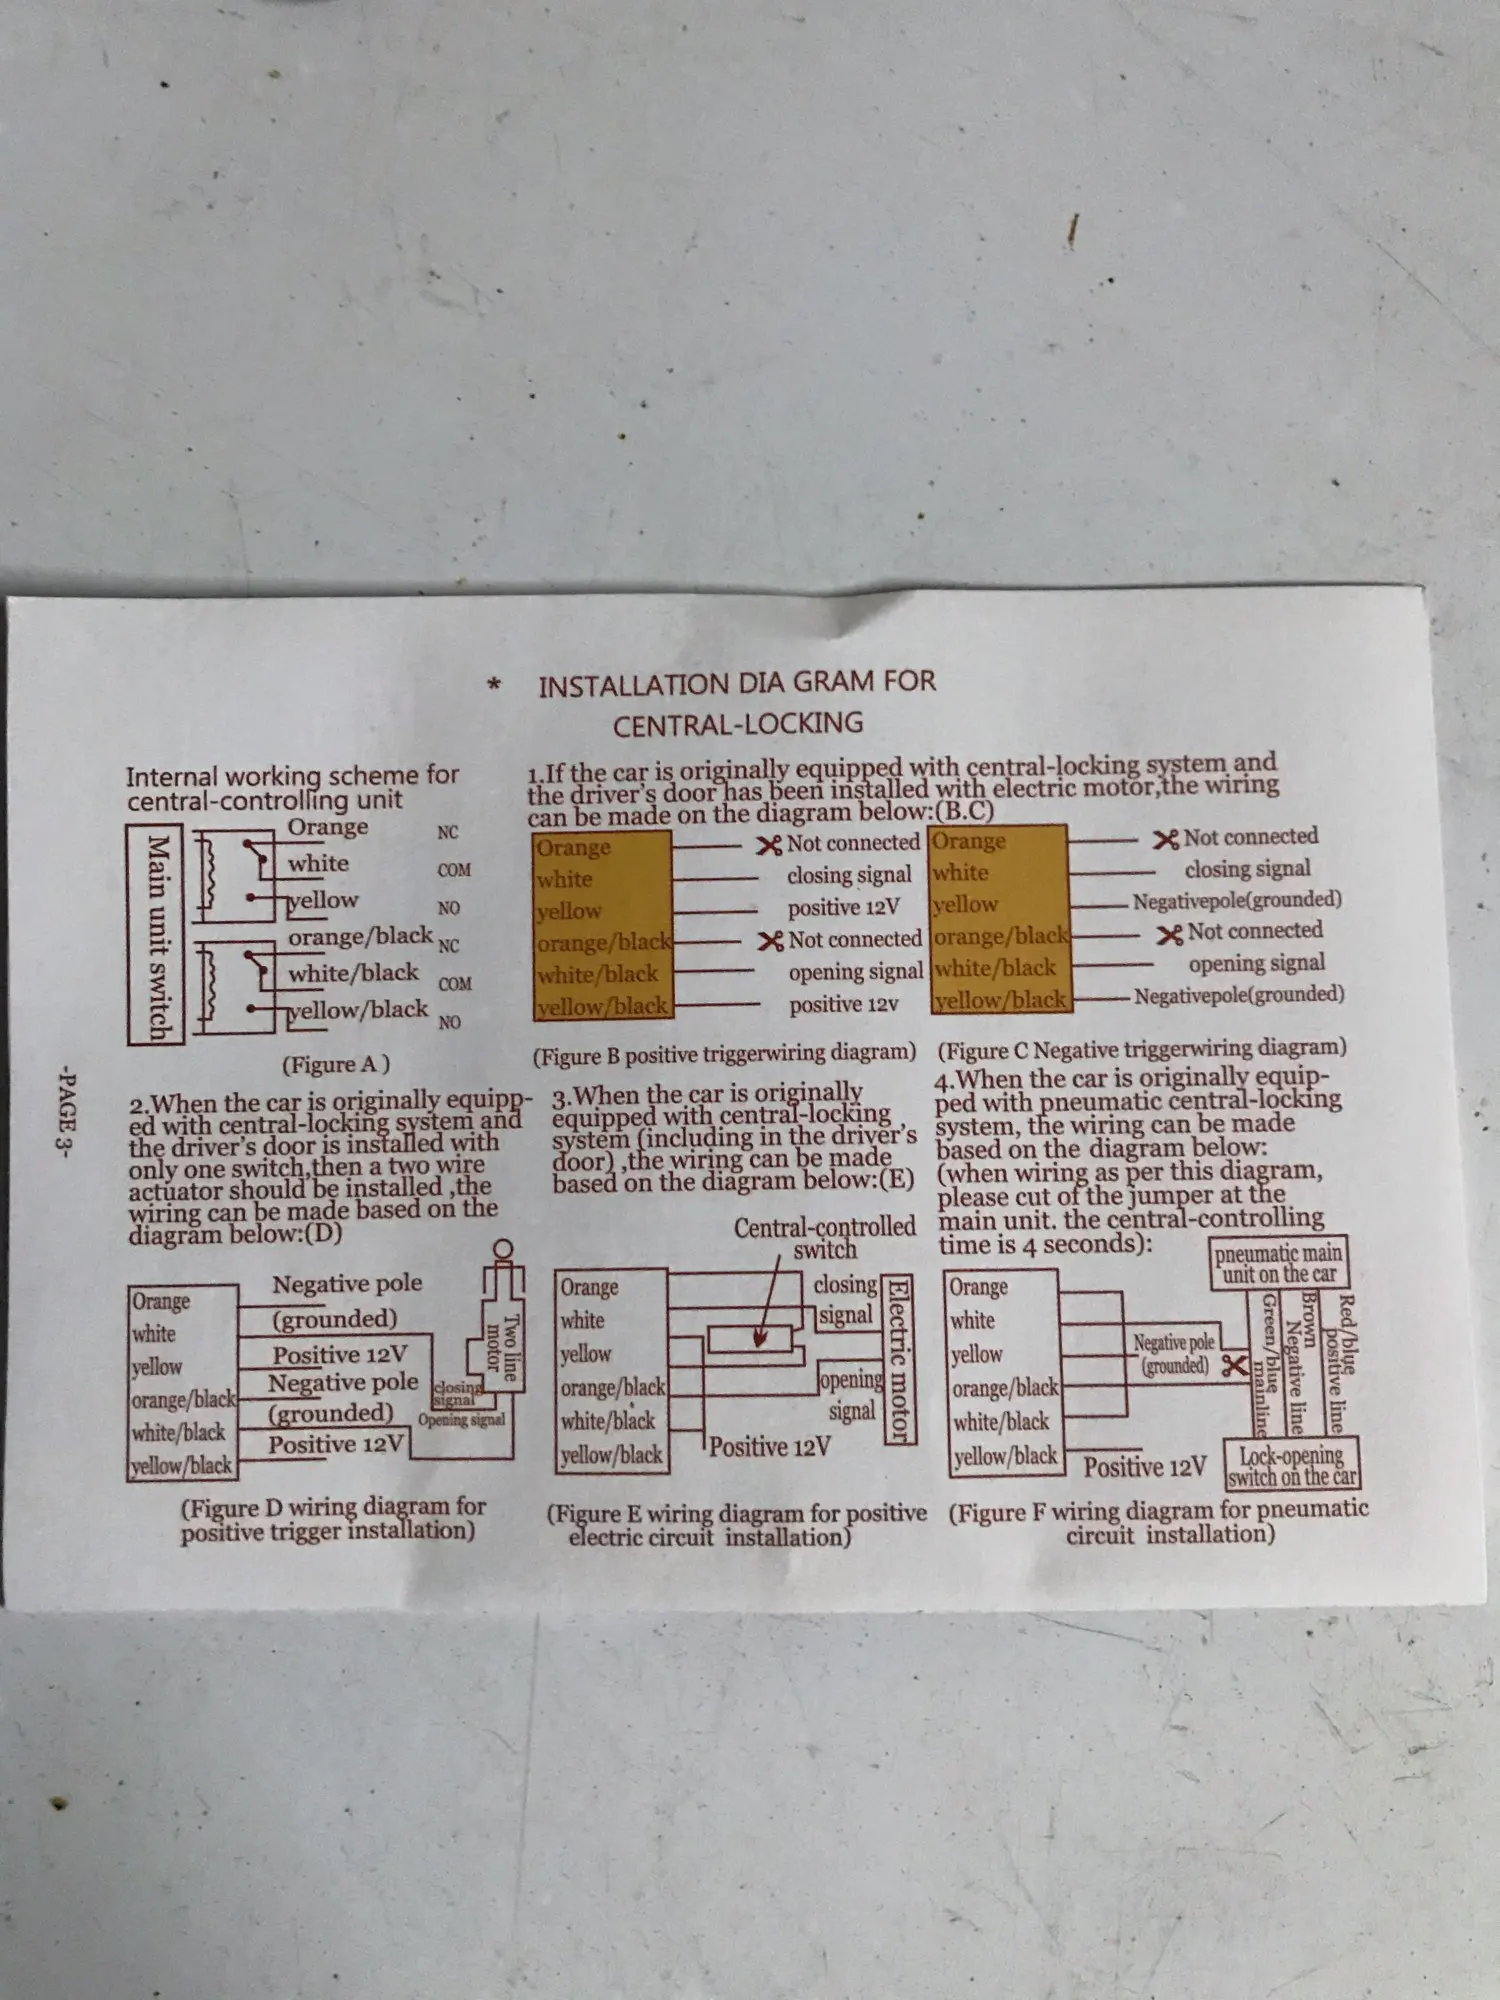 * INSTALLATION DIA GRAM FOR
CENTRAL-LOCKING
Internal working scheme for
central-controlling unit
Main unit switch
Orange NC
white COM
yellow NO
orange/black NC
white/black COM
yellow/black NO
(Figure A)
1.If the car is originally equipped with central-locking system and
the driver's door has been installed with electric motor,the wiring
can be made on the diagram below:(B.C)
Orange Not connected
white closing signal
yellow positive 12V
orange/black Not connected
white/black opening signal
yellow/black positive 12v
(Figure B positive triggerwiring diagram)
Orange Not connected
white closing signal
yellow Negativepole(grounded)
orange/black Not connected
white/black opening signal
yellow/black Negativepole(grounded)
(Figure C Negative triggerwiring diagram)
-PAGE 3-
2.When the car is originally equipp-
ed with central-locking system and
the driver's door is installed with
only one switch,then a two wire
actuator should be installed ,the
wiring can be made based on the
diagram below:(D)
Orange
white
yellow
orange/black
white/black
yellow/black
Negative pole
(grounded)
Positive 12V
Negative pole
(grounded)
Positive 12V
closing
signal
Opening signal
Two line
motor
(Figure D wiring diagram for
positive trigger installation)
3.When the car is originally
equipped with central-locking
system (including in the driver's
door) ,the wiring can be made
based on the diagram below:(E)
Central-controlled
switch
Orange
white
yellow
orange/black
white/black
yellow/black
closing
signal
opening
signal
Positive 12V
Electric motor
(Figure E wiring diagram for positive
electric circuit installation)
4.When the car is originally equip-
ped with pneumatic central-locking
system, the wiring can be made
based on the diagram below:
(when wiring as per this diagram,
please cut of the jumper at the
main unit. the central-controlling
time is 4 seconds):
pneumatic main
unit on the car
Orange
white
yellow
orange/black
white/black
yellow/black
Negative pole
(grounded)
Positive 12V
Green/blue
mainline
Brown
Negative line
Red/blue
positive line
Lock-opening
switch on the car
(Figure F wiring diagram for pneumatic
circuit installation)